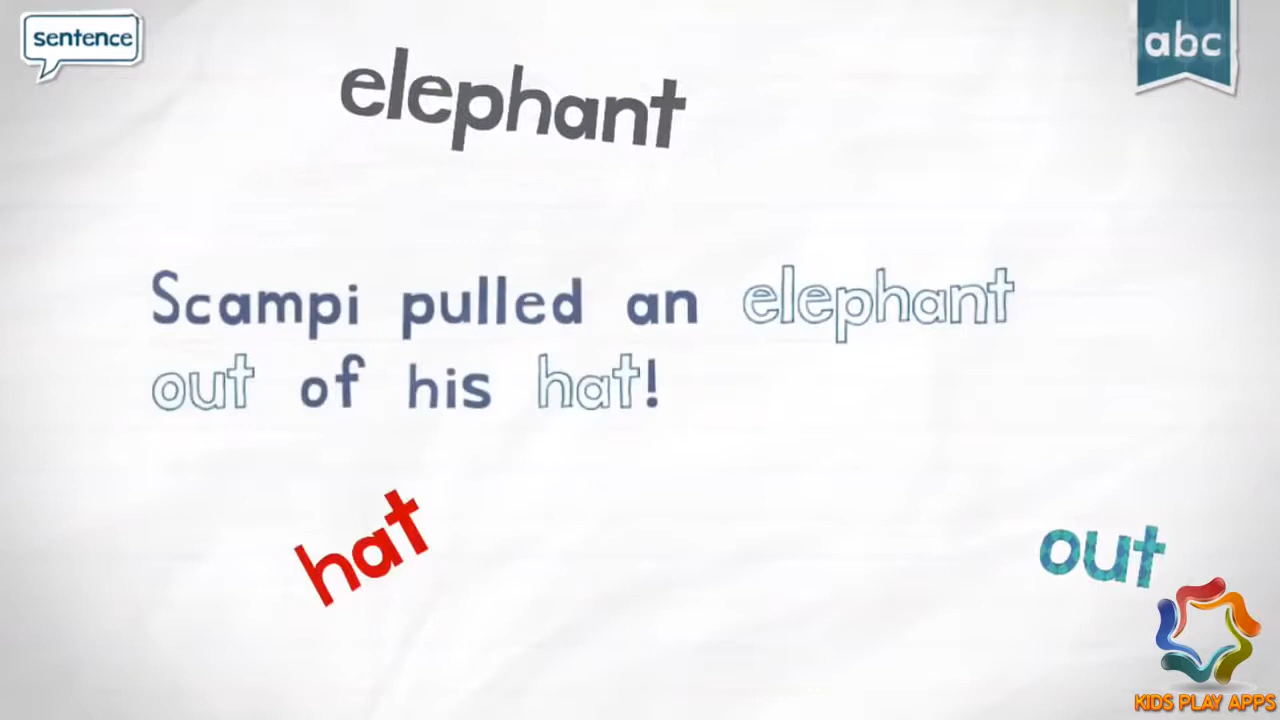 sentence
abc
elephant
Scampi pulled an elephant
out of his hat!
hat
out
KIDS PLAY APPS